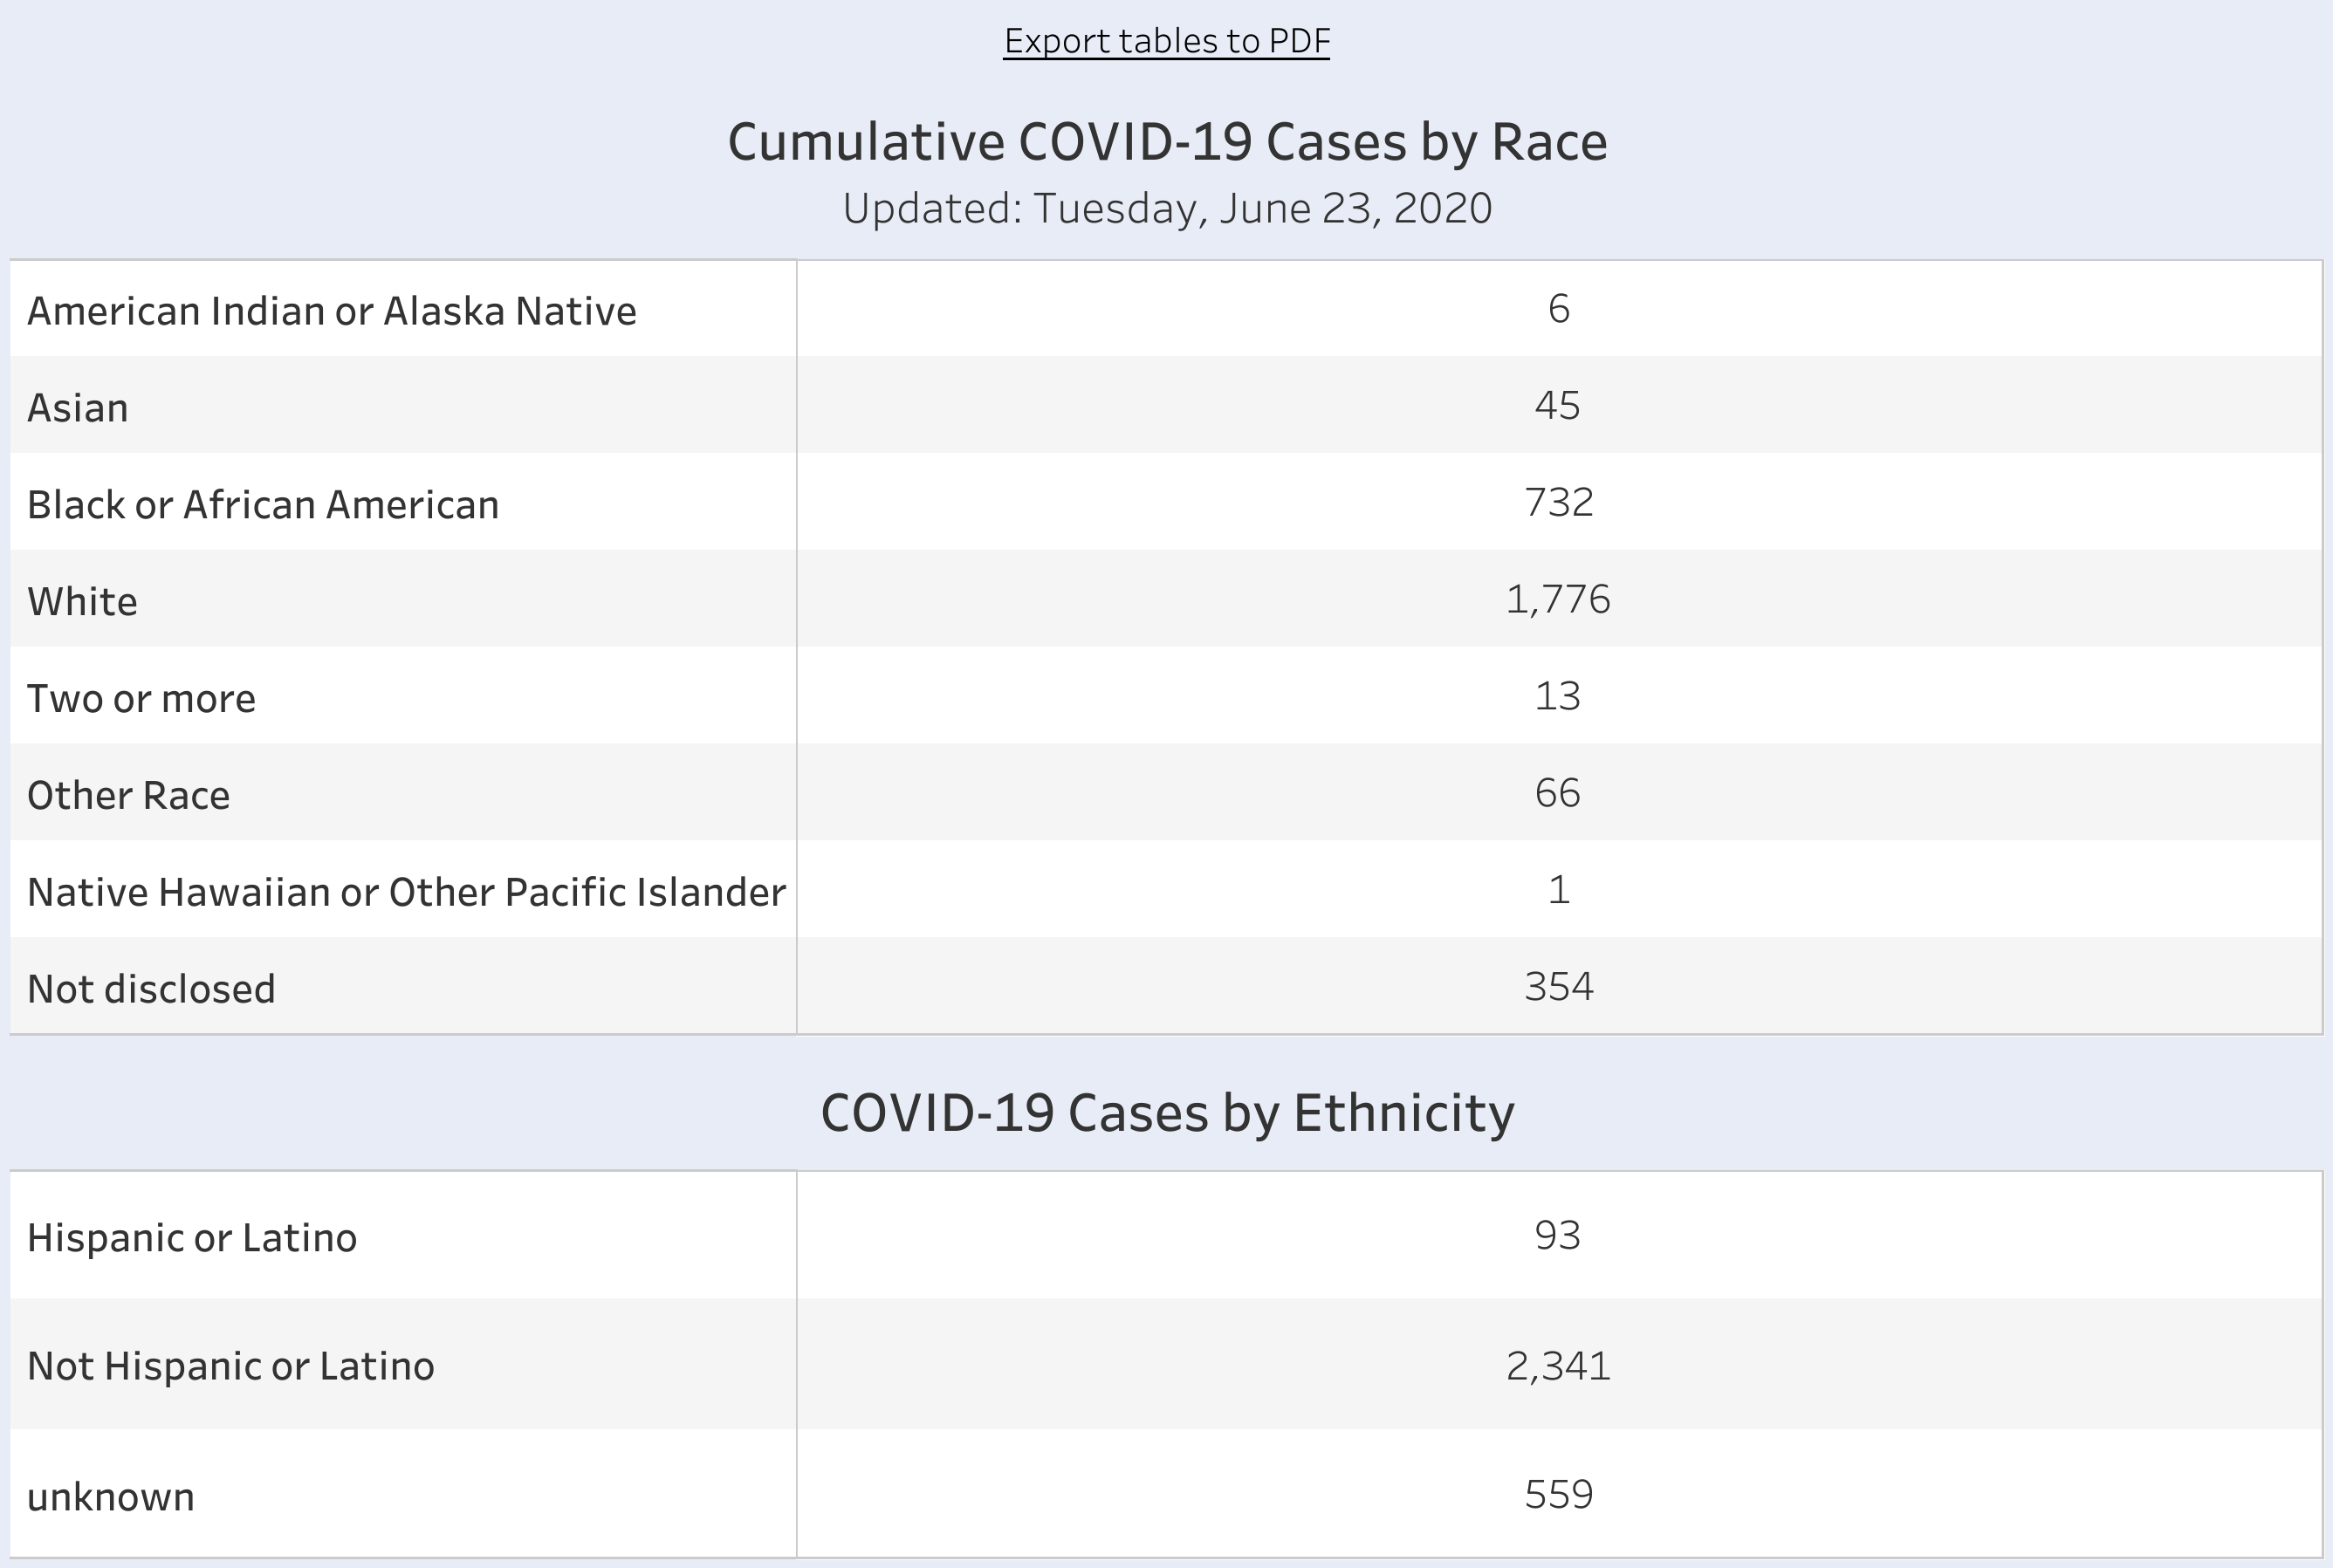 Export tables to PDF
Cumulative COVID-19 Cases by Race
Updated: Tuesday, June 23, 2020
American Indian or Alaska Native 6
Asian 45
Black or African American 732
White 1,776
Two or more 13
Other Race 66
Native Hawaiian or Other Pacific Islander 1
Not disclosed 354
COVID-19 Cases by Ethnicity
Hispanic or Latino 93
Not Hispanic or Latino 2,341
unknown 559